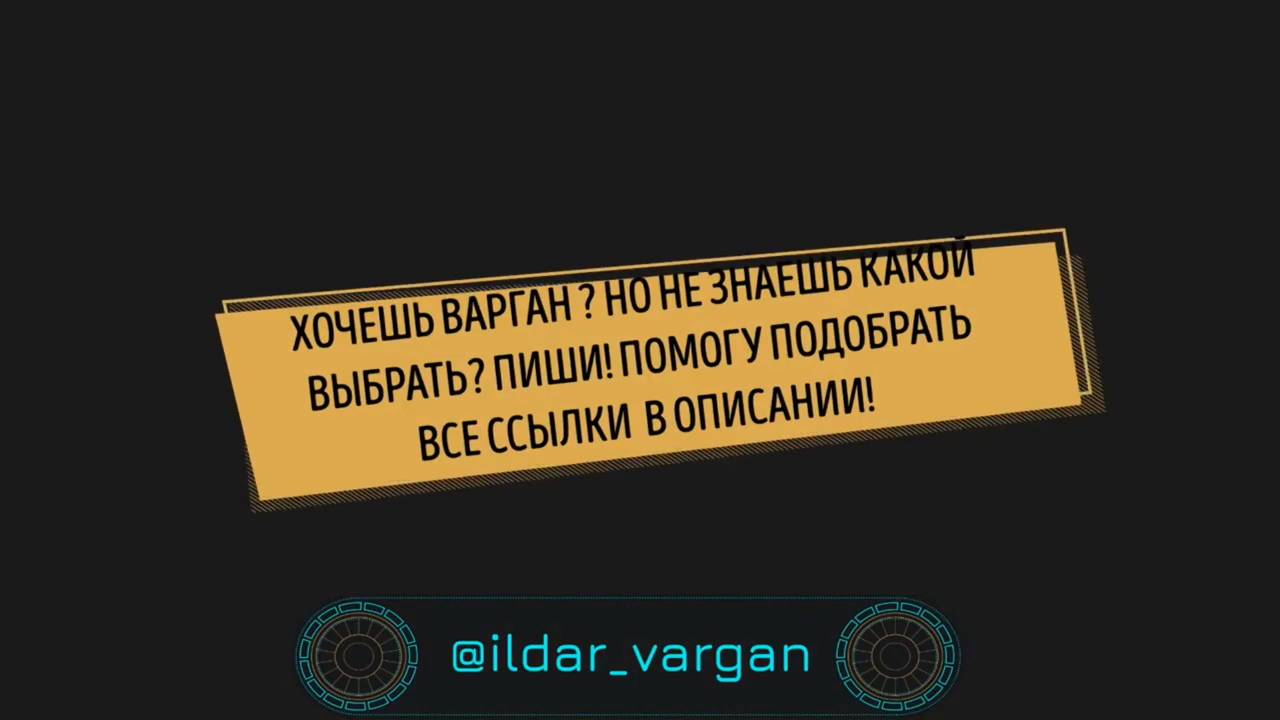 ХОЧЕШЬ ВАРГАН ? НО НЕ ЗНАЕШЬ КАКОЙ
ВЫБРАТЬ? ПИШИ! ПОМОГУ ПОДОБРАТЬ
ВСЕ ССЫЛКИ В ОПИСАНИИ!
@ildar_vargan